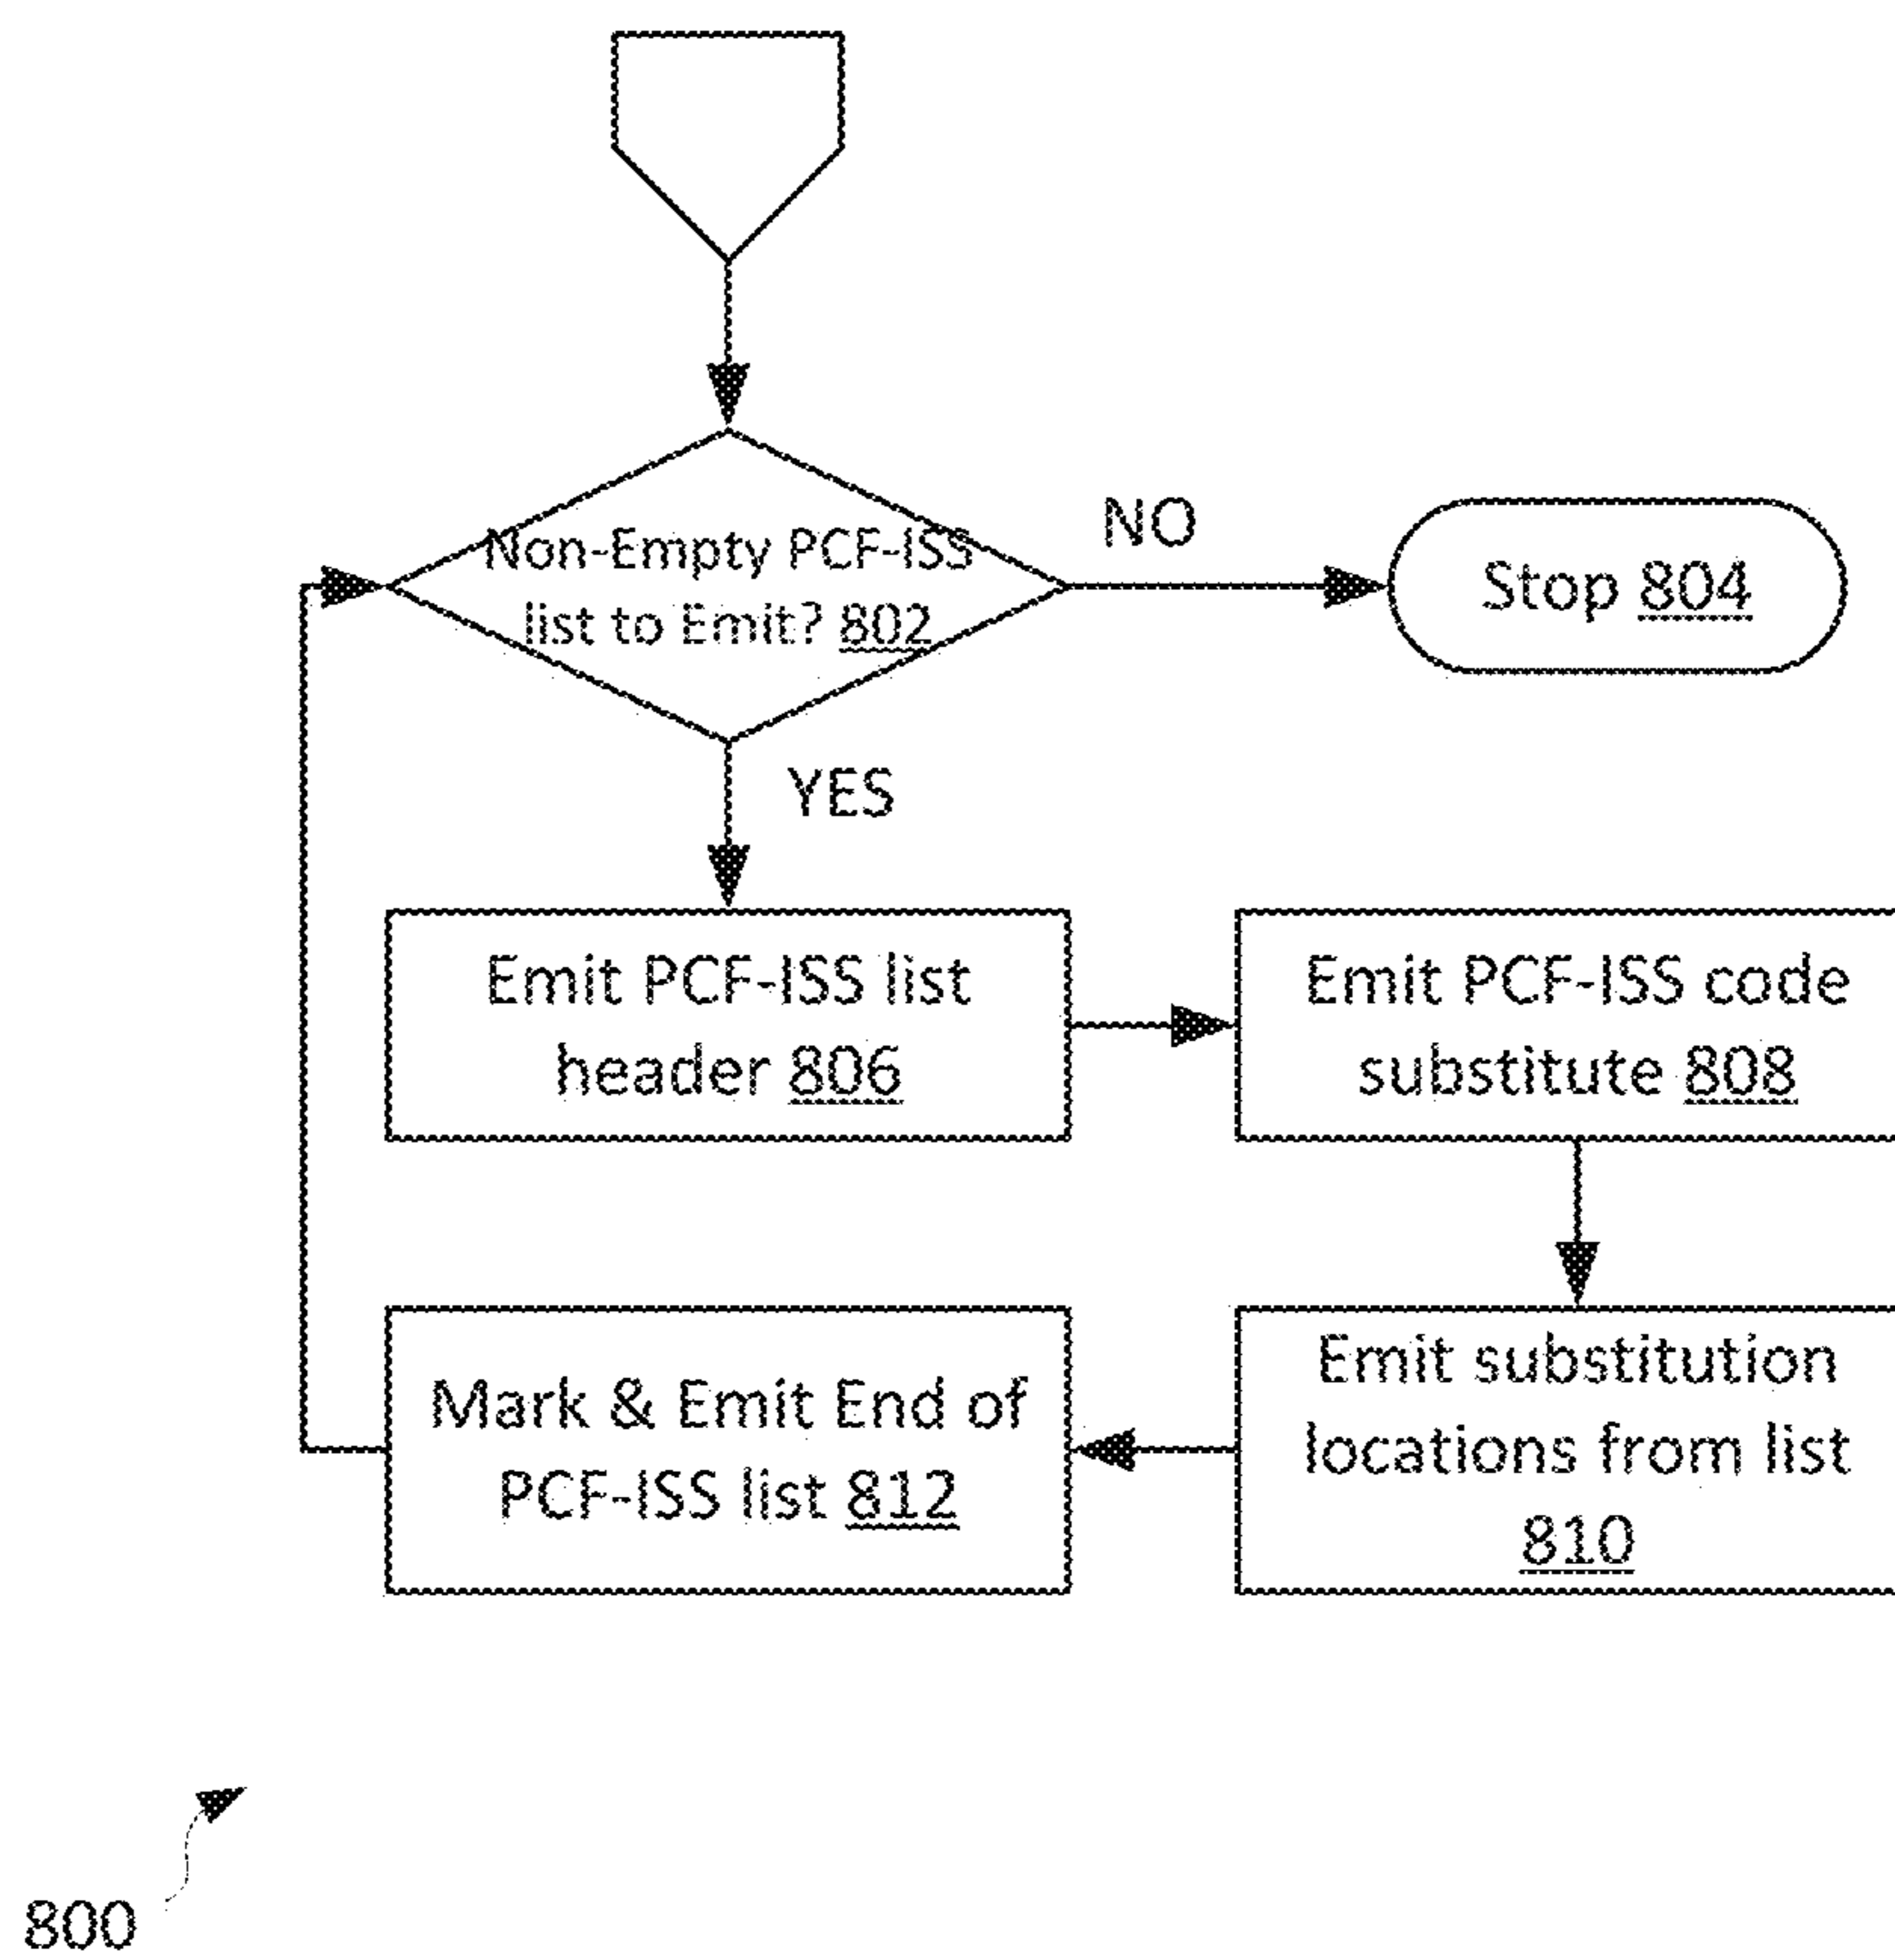 Non-Empty PCF-ISS
list to Emit? 802
NO
Stop 804
YES
Emit PCF-ISS list
header 806
Emit PCF-ISS code
substitute 808
Emit substitution
locations from list
810
Mark & Emit End of
PCF-ISS list 812
800